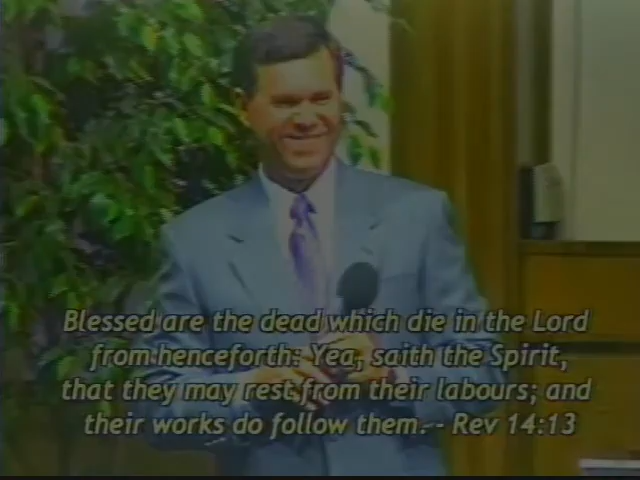 Blessed are the dead which die in the Lord
from henceforth: Yea, saith the Spirit,
that they may rest from their labours; and
their works do follow them. - Rev 14:13